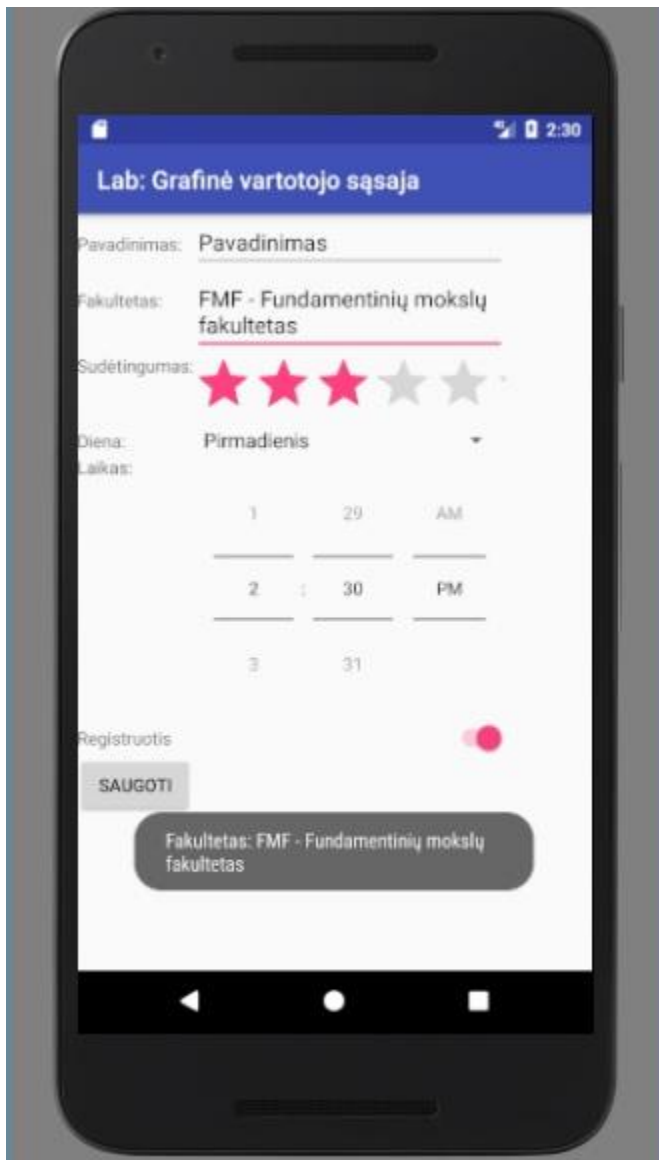 2:30
Lab: Grafinė vartotojo sąsaja
Pavadinimas: Pavadinimas
Fakultetas: FMF - Fundamentinių mokslų
fakultetas
Sudėtingumas:
Diena: Pirmadienis
Laikas:
1 29 AM
2 : 30 PM
3 31
Registruotis
SAUGOTI
Fakultetas: FMF - Fundamentinių mokslų
fakultetas